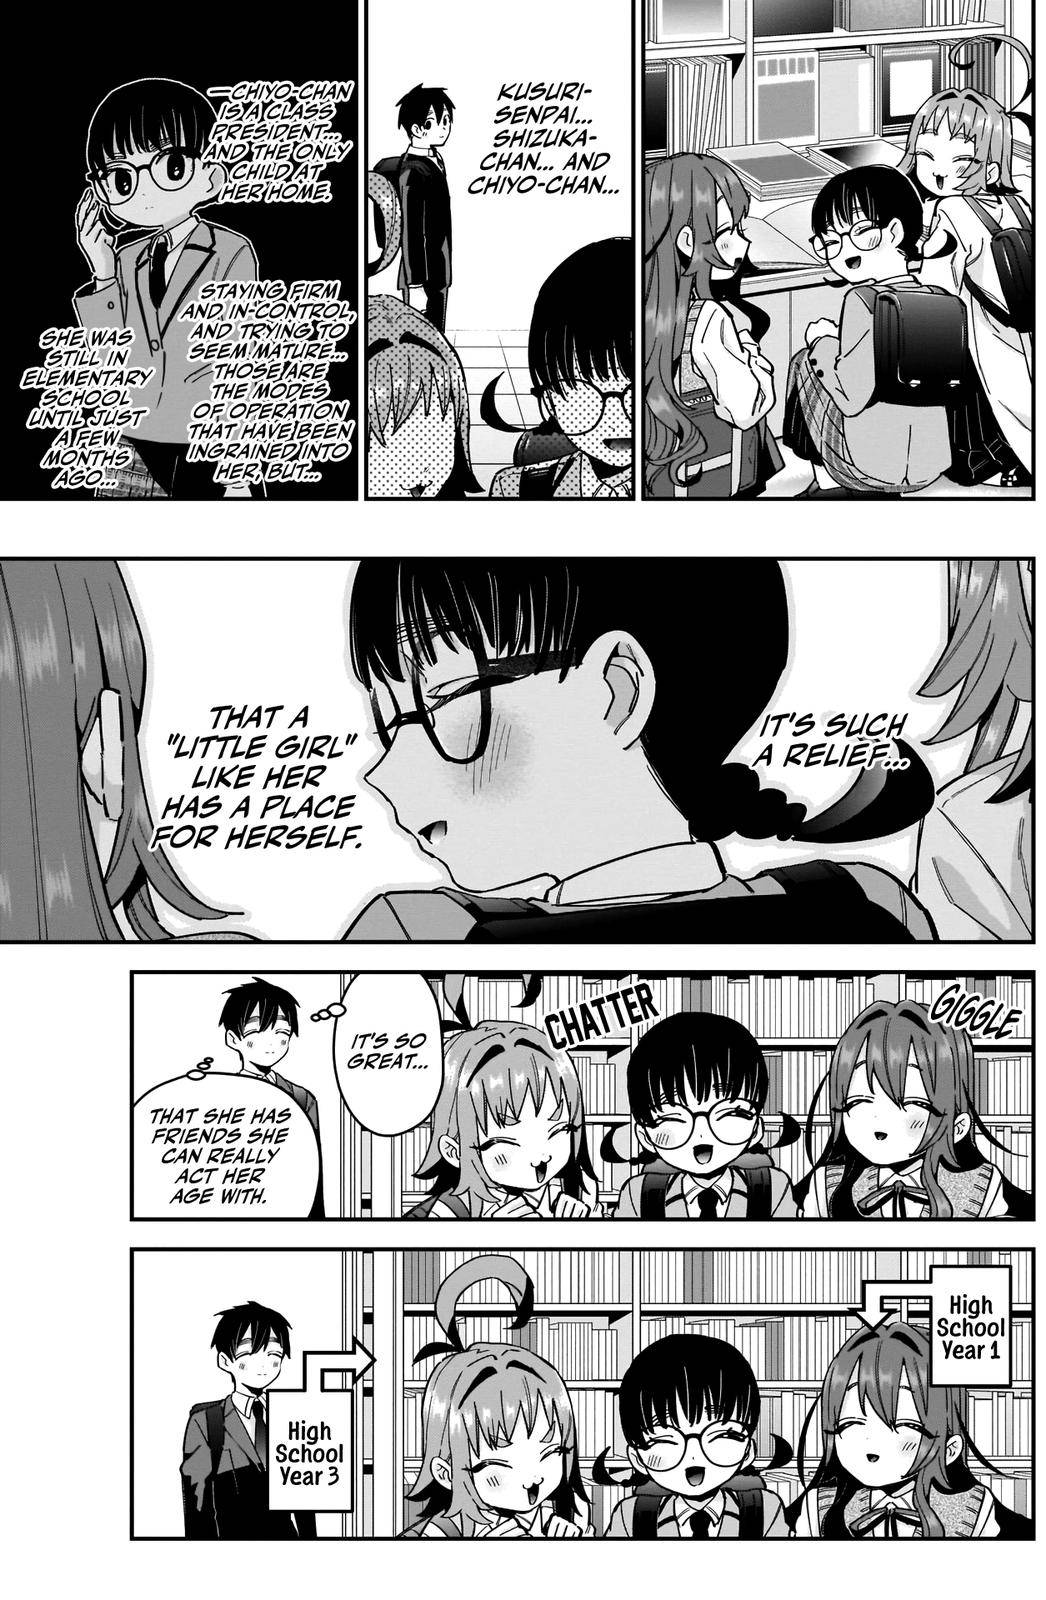 KUSURI-
SENPAI...
SHIZUKA-
CHAN... AND
CHIYO-CHAN...
—CHIYO-CHAN
IS A CLASS
PRESIDENT...
AND THE ONLY
CHILD AT
HER HOME.
STAYING FIRM
AND IN-CONTROL,
AND TRYING TO
SEEM MATURE...
THOSE ARE
THE MODES
OF OPERATION
THAT HAVE BEEN
INGRAINED INTO
HER, BUT...
SHE WAS
STILL IN
ELEMENTARY
SCHOOL
UNTIL JUST
A FEW
MONTHS
AGO...
IT'S SUCH
A RELIEF...
THAT A
"LITTLE GIRL"
LIKE HER
HAS A PLACE
FOR HERSELF.
GIGGLE
CHATTER
IT'S SO
GREAT...
THAT SHE HAS
FRIENDS SHE
CAN REALLY
ACT HER
AGE WITH.
High
School
Year 1
High
School
Year 3